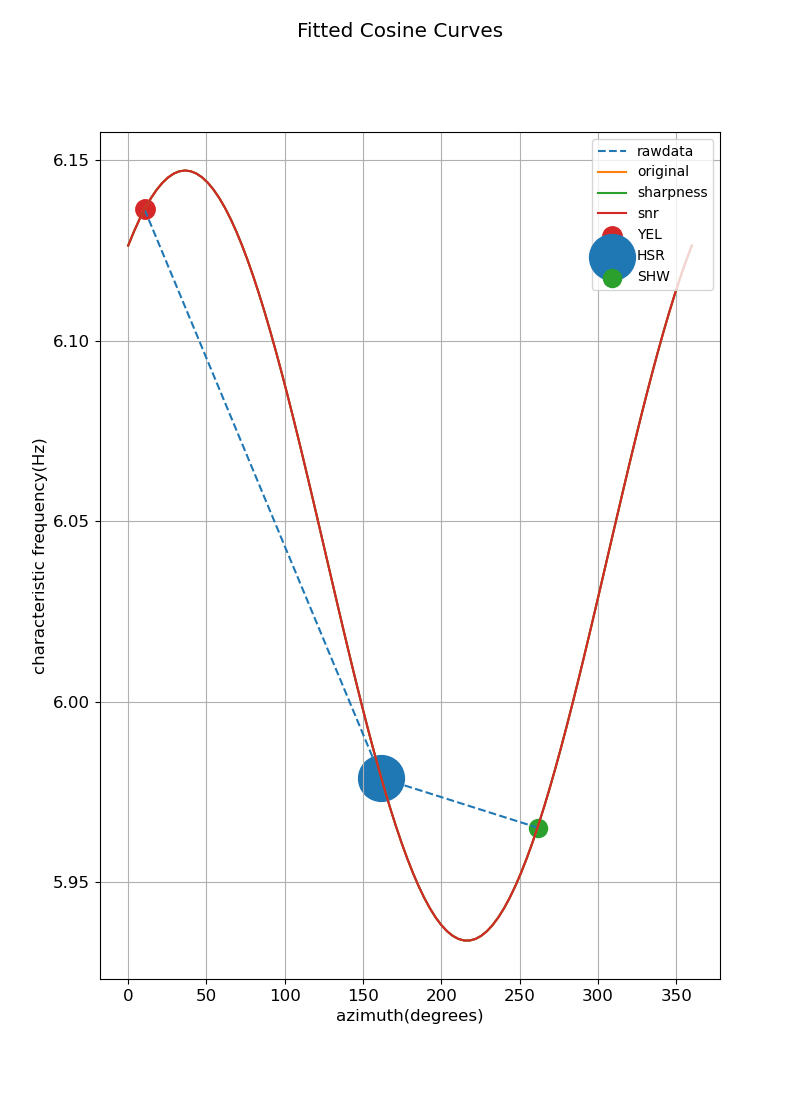 Fitted Cosine Curves
6.15
6.10
6.05
6.00
5.95
characteristic frequency(Hz)
0 50 100 150 200 250 300 350
azimuth(degrees)
rawdata
original
sharpness
snr
YEL
HSR
SHW